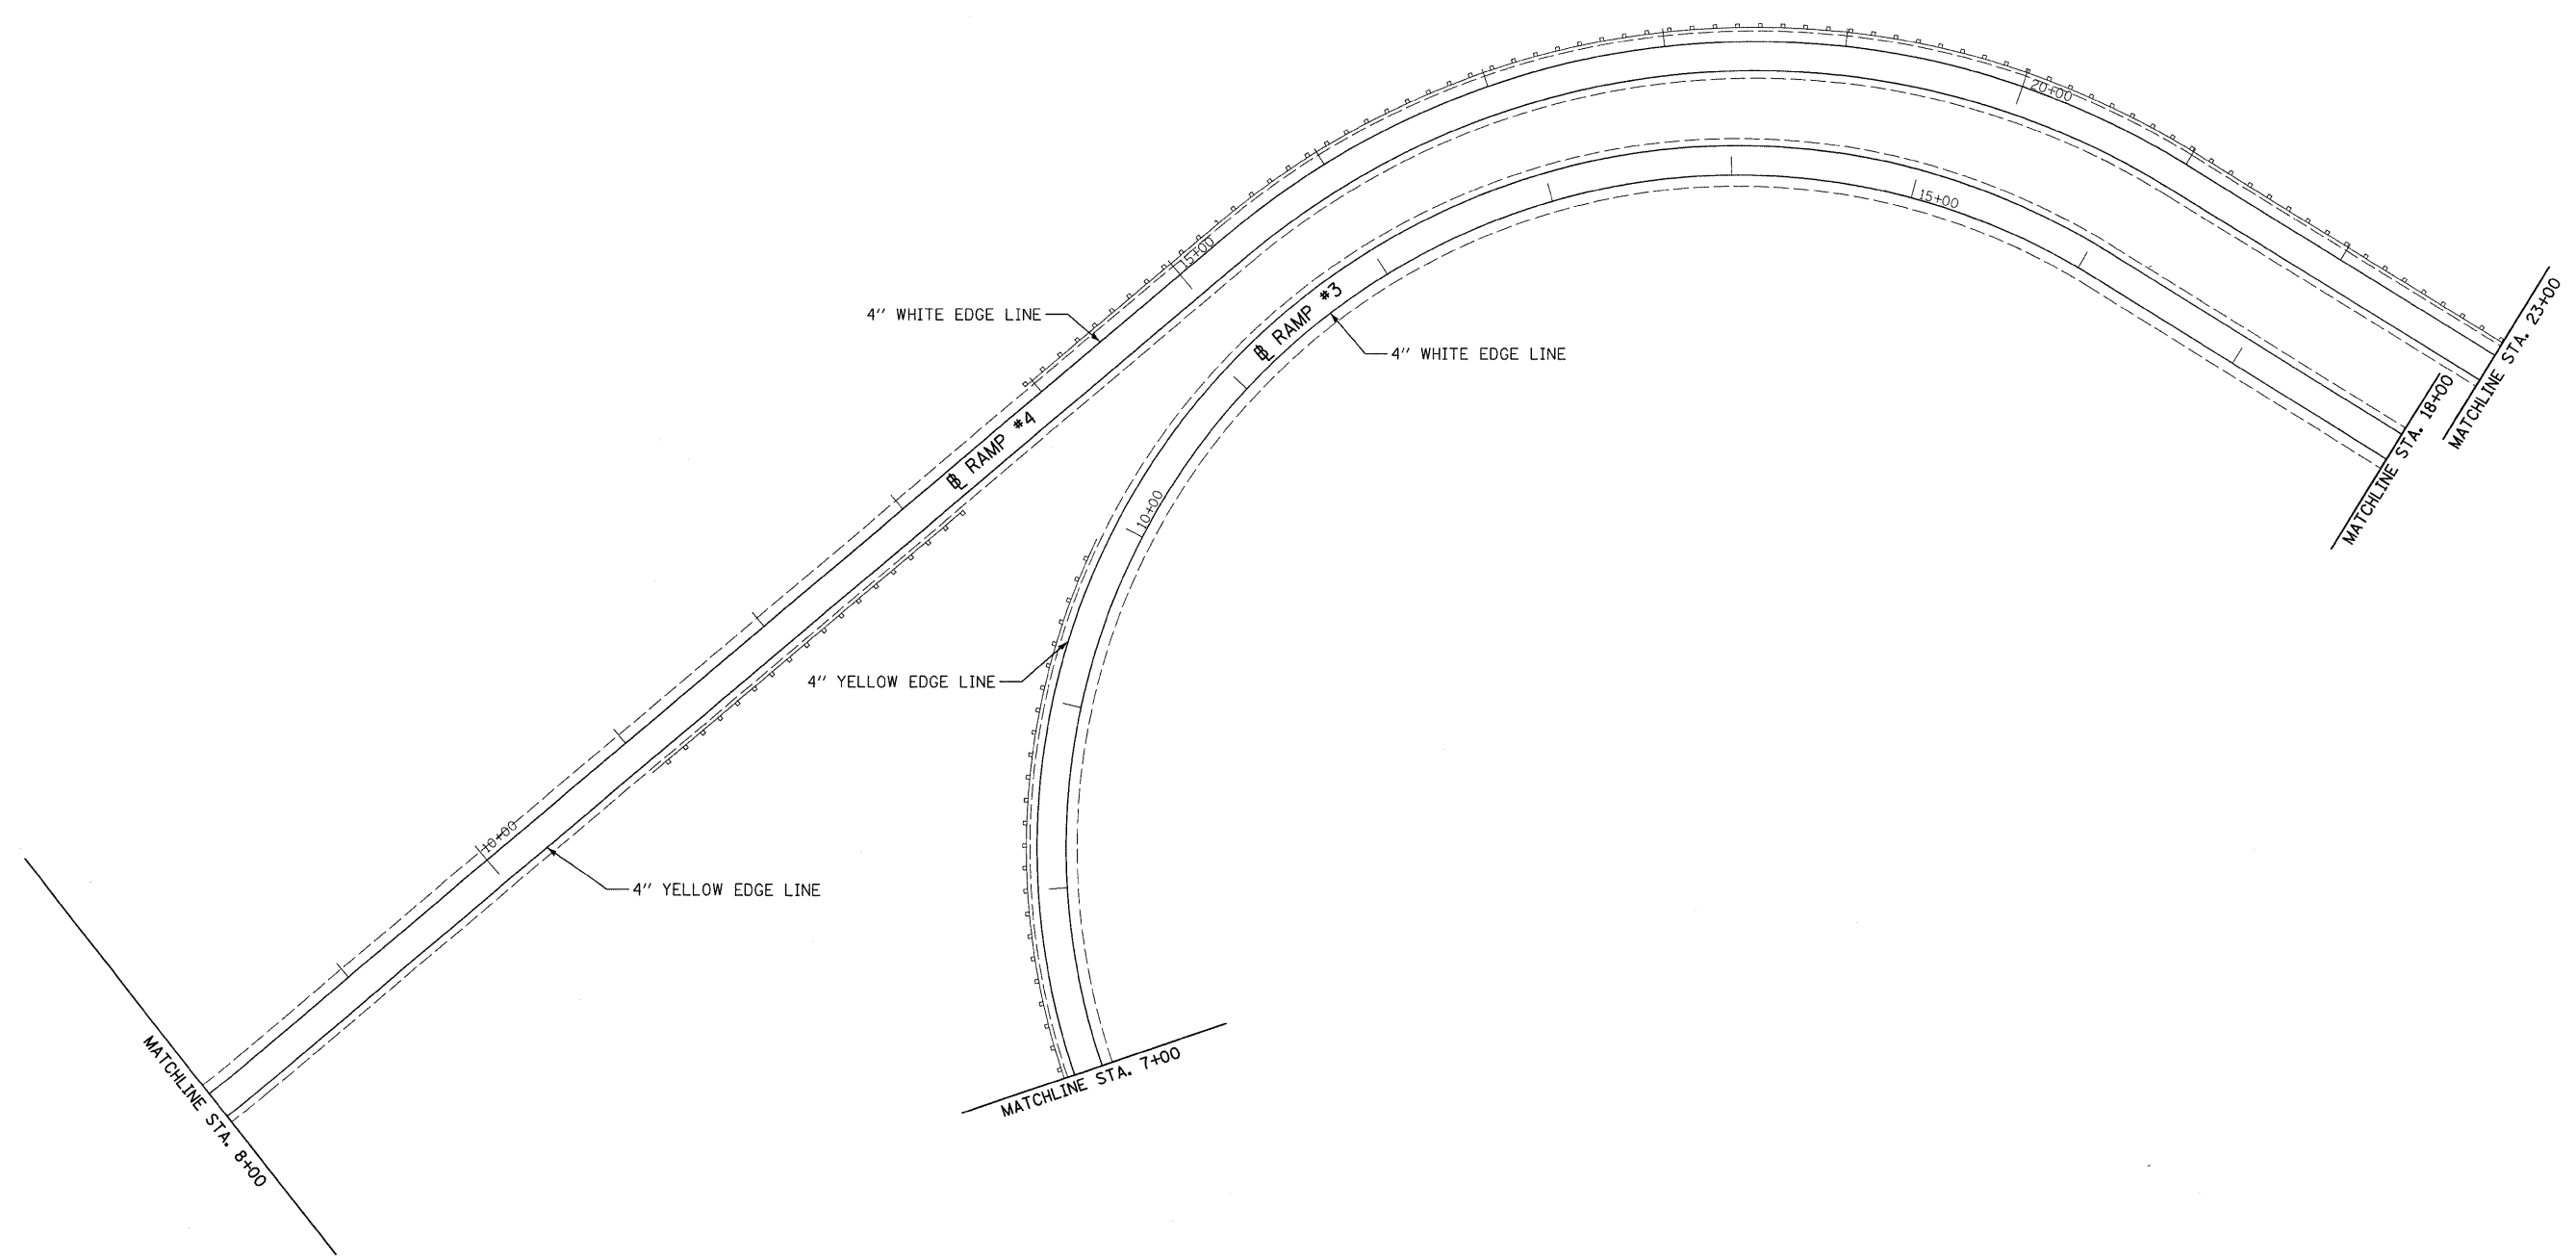 20+00
15+00
15+00
4" WHITE EDGE LINE
℄ RAMP #3
4" WHITE EDGE LINE
MATCHLINE STA. 23+00
MATCHLINE STA. 18+00
℄ RAMP #4
10+00
4" YELLOW EDGE LINE
10+00
4" YELLOW EDGE LINE
MATCHLINE STA. 7+00
MATCHLINE STA. 8+00